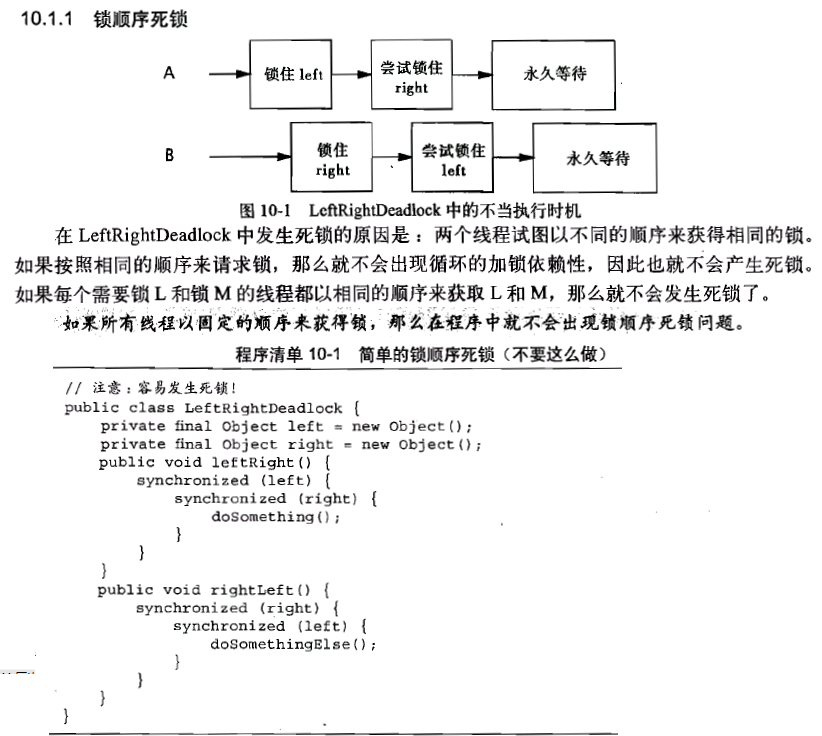 10.1.1 锁顺序死锁
A
锁住 left
尝试锁住
right
永久等待
B
锁住
right
尝试锁住
left
永久等待
图 10-1 LeftRightDeadlock 中的不当执行时机
在 LeftRightDeadlock 中发生死锁的原因是：两个线程试图以不同的顺序来获得相同的锁。
如果按照相同的顺序来请求锁，那么就不会出现循环的加锁依赖性，因此也就不会产生死锁。
如果每个需要锁 L 和锁 M 的线程都以相同的顺序来获取 L 和 M，那么就不会发生死锁了。
如果所有线程以固定的顺序来获得锁，那么在程序中就不会出现锁顺序死锁问题。
程序清单 10-1 简单的锁顺序死锁（不要这么做）
// 注意：容易发生死锁！
public class LeftRightDeadlock {
private final Object left = new Object();
private final Object right = new Object();
public void leftRight() {
synchronized (left) {
synchronized (right) {
doSomething();
}
}
}
public void rightLeft() {
synchronized (right) {
synchronized (left) {
doSomethingElse();
}
}
}
}